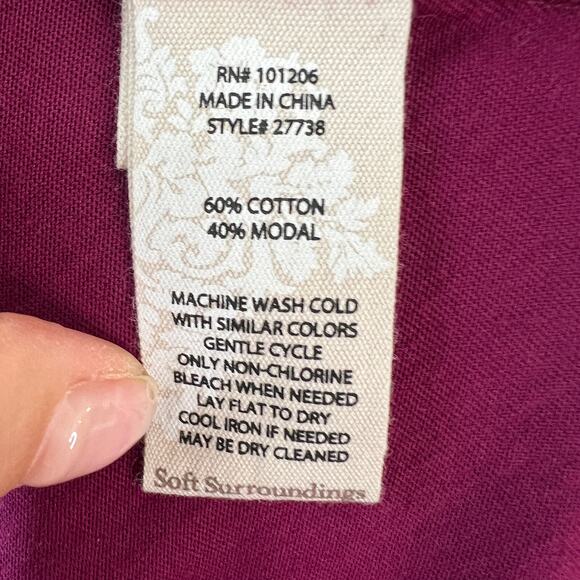 RN# 101206
MADE IN CHINA
STYLE# 27738
60% COTTON
40% MODAL
MACHINE WASH COLD
WITH SIMILAR COLORS
GENTLE CYCLE
ONLY NON-CHLORINE
BLEACH WHEN NEEDED
LAY FLAT TO DRY
COOL IRON IF NEEDED
MAY BE DRY CLEANED
Soft Surroundings